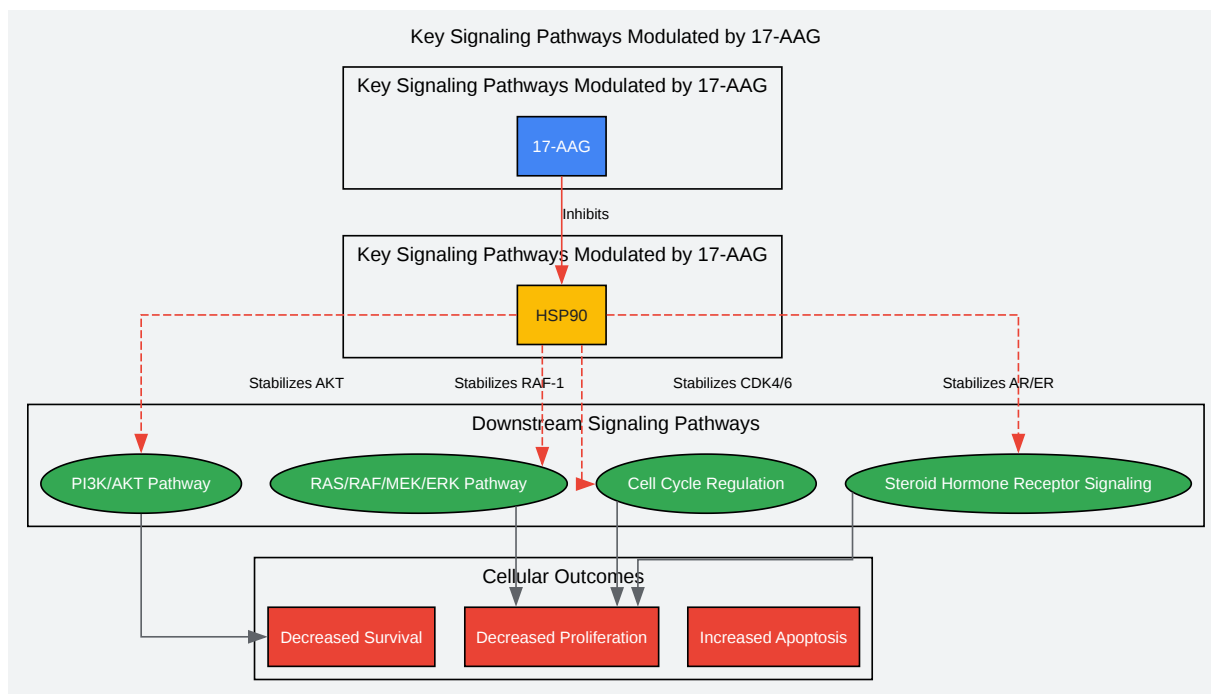 Key Signaling Pathways Modulated by 17-AAG
Key Signaling Pathways Modulated by 17-AAG
17-AAG
Inhibits
Key Signaling Pathways Modulated by 17-AAG
HSP90
Stabilizes AKT
Stabilizes RAF-1
Stabilizes CDK4/6
Stabilizes AR/ER
Downstream Signaling Pathways
PI3K/AKT Pathway
RAS/RAF/MEK/ERK Pathway
Cell Cycle Regulation
Steroid Hormone Receptor Signaling
Cellular Outcomes
Decreased Survival
Decreased Proliferation
Increased Apoptosis